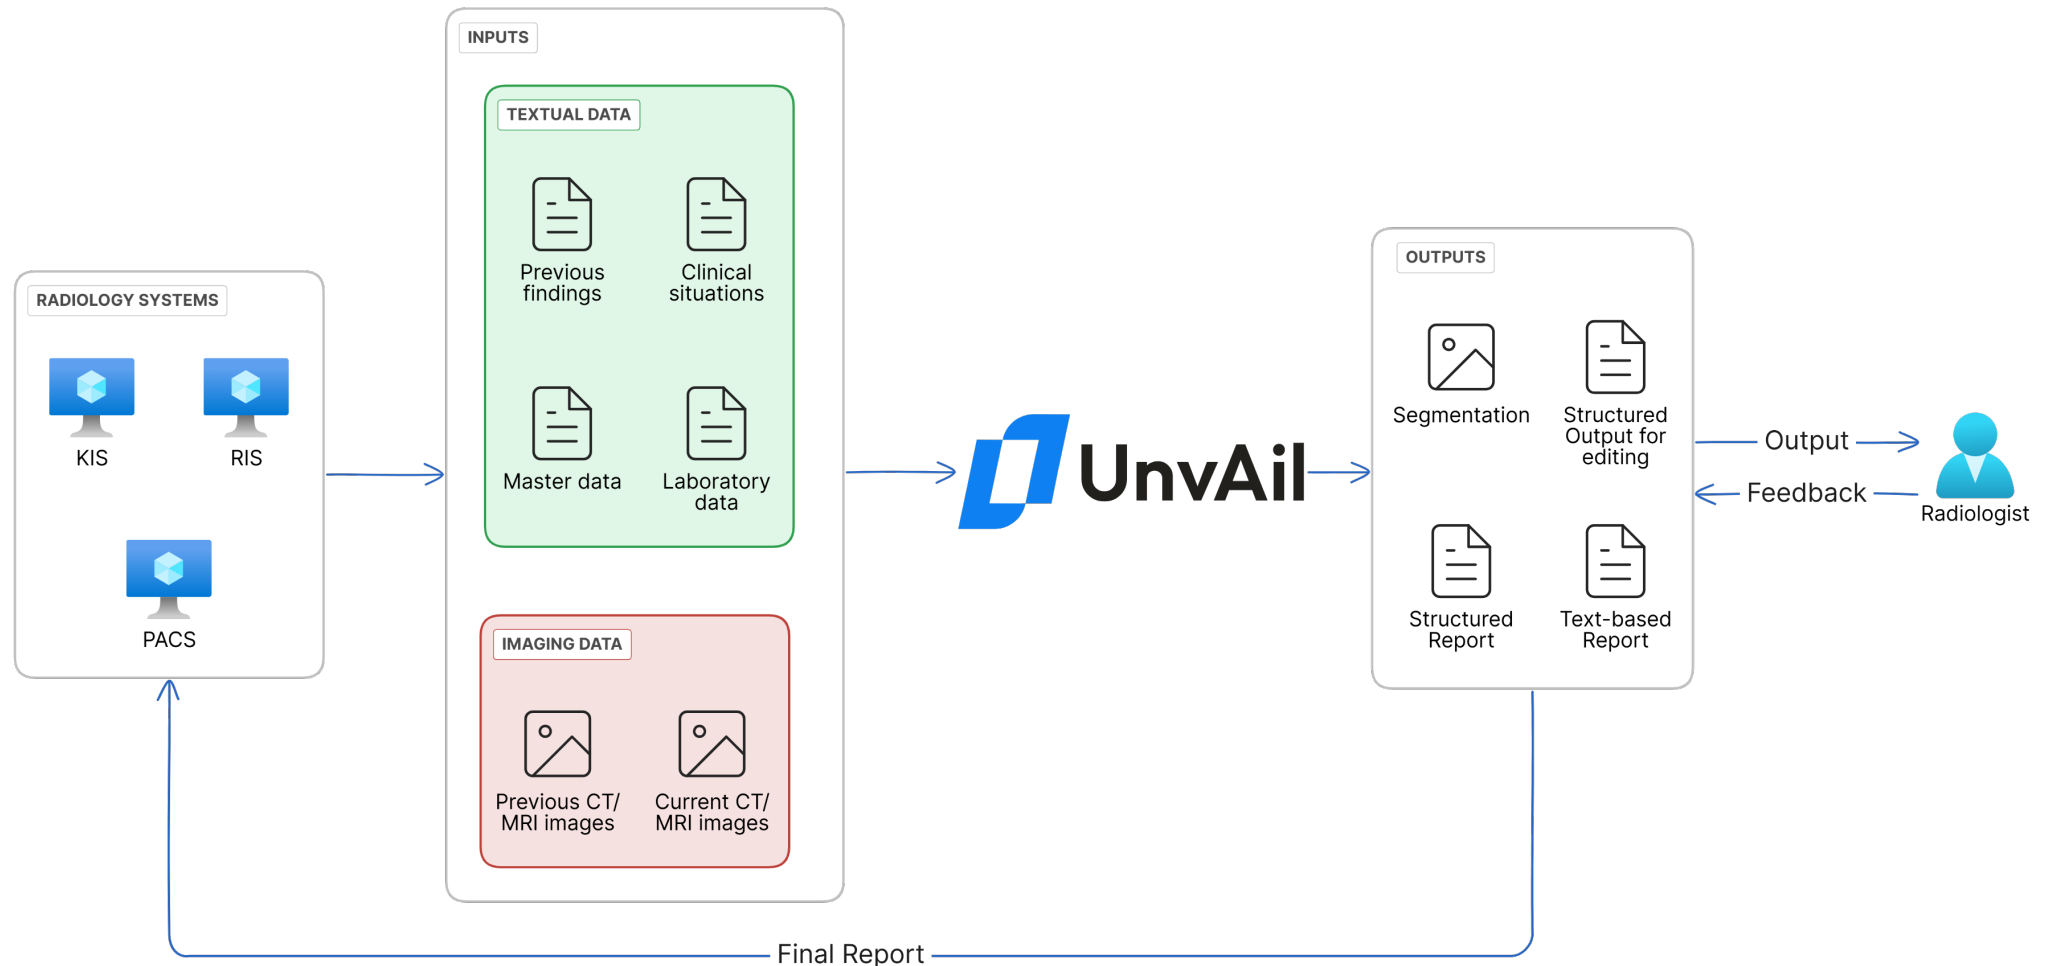 RADIOLOGY SYSTEMS
KIS
RIS
PACS
INPUTS
TEXTUAL DATA
Previous
findings
Clinical
situations
Master data
Laboratory
data
IMAGING DATA
Previous CT/
MRI images
Current CT/
MRI images
UnvAil
OUTPUTS
Segmentation
Structured
Output for
editing
Structured
Report
Text-based
Report
Output
Feedback
Radiologist
Final Report